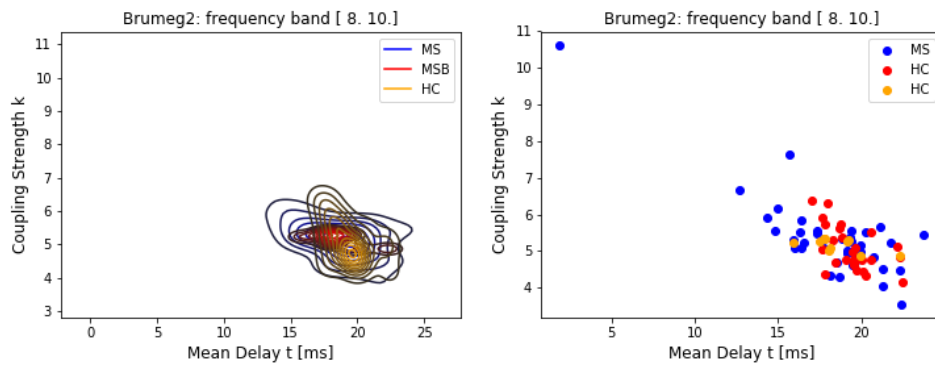 Brumeg2: frequency band [ 8. 10.]
Coupling Strength k
11
10
9
8
7
6
5
4
3
MS
MSB
HC
0
5
10
15
20
25
Mean Delay t [ms]
Brumeg2: frequency band [ 8. 10.]
Coupling Strength k
11
10
9
8
7
6
5
4
MS
HC
HC
5
10
15
20
Mean Delay t [ms]